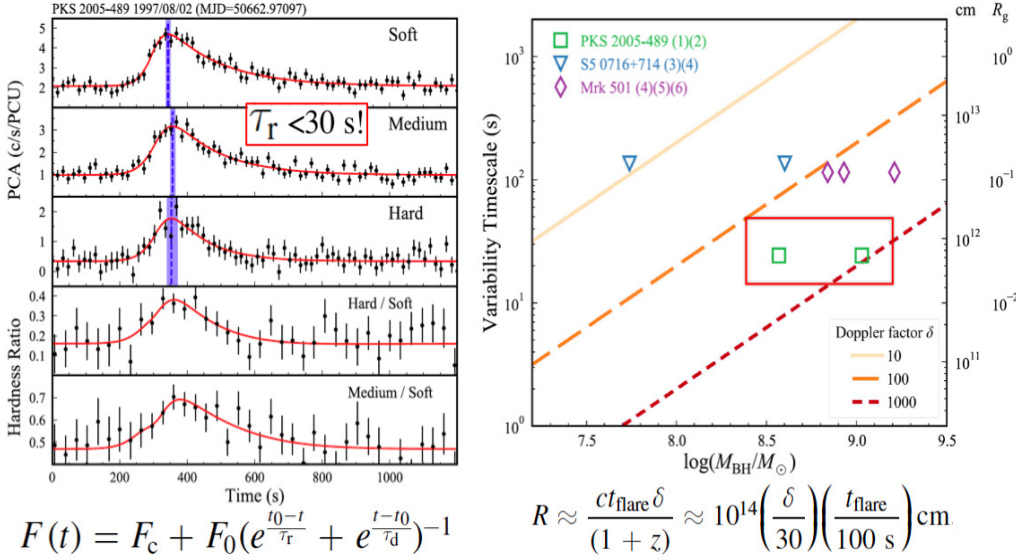 PKS 2005-489 1997/08/02 (MJD=50662.97097)
PCA (c/s/PCU)
5
4
3
2
Soft
3
2
1
Medium
τr <30 s!
2
1
0
Hard
Hardness Ratio
0.4
0.3
0.2
0.1
Hard / Soft
0.7
0.6
0.5
Medium / Soft
0 200 400 600 800 1000
Time (s)
F(t) = Fc + F0(e^{(t0−t)/τr} + e^{(t−t0)/τd})^{−1}
cm Rg
Variability Timescale (s)
10^3
10^2
10^1
10^0
PKS 2005-489 (1)(2)
S5 0716+714 (3)(4)
Mrk 501 (4)(5)(6)
10^13
10^12
10^11
10^0
10^-1
10^-2
Doppler factor δ
10
100
1000
7.5 8.0 8.5 9.0 9.5
log(MBH/M⊙)
R ≈ ct_flare δ/(1 + z) ≈ 10^14 (δ/30) (t_flare/100 s) cm.